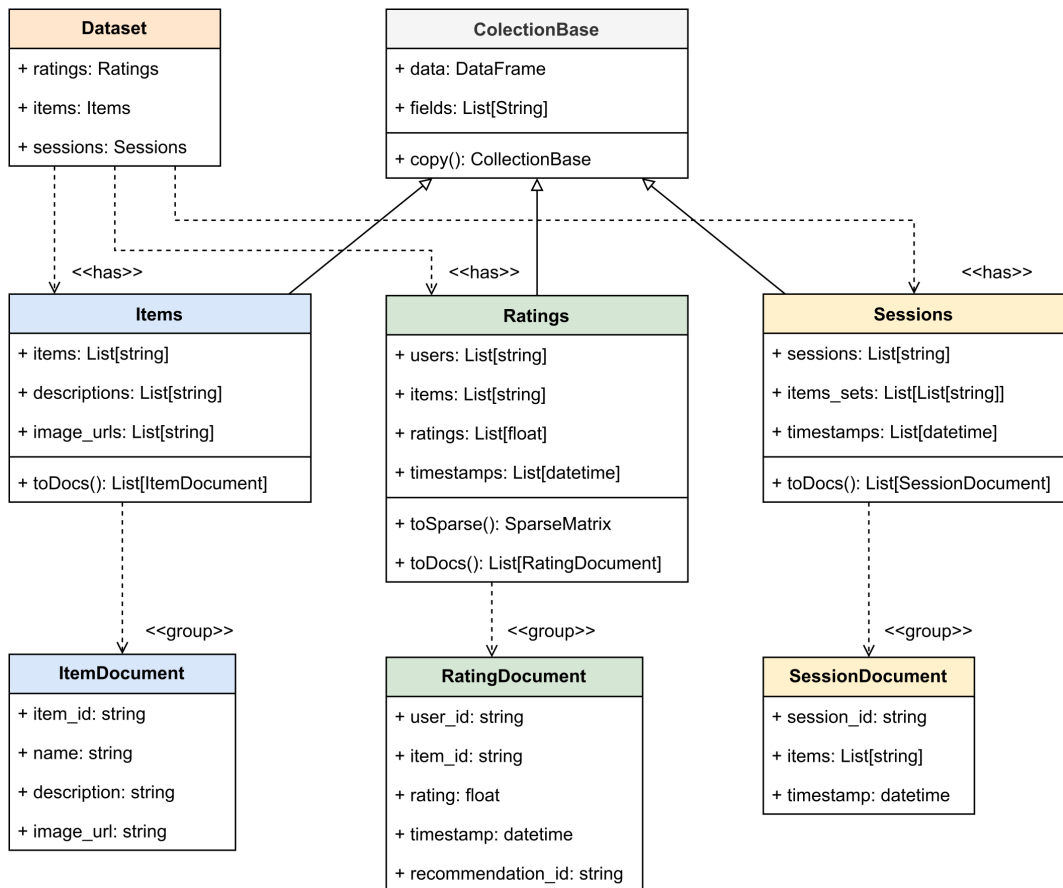 Dataset
+ ratings: Ratings
+ items: Items
+ sessions: Sessions
ColectionBase
+ data: DataFrame
+ fields: List[String]
+ copy(): CollectionBase
<<has>>
<<has>>
<<has>>
Items
+ items: List[string]
+ descriptions: List[string]
+ image_urls: List[string]
+ toDocs(): List[ItemDocument]
Ratings
+ users: List[string]
+ items: List[string]
+ ratings: List[float]
+ timestamps: List[datetime]
+ toSparse(): SparseMatrix
+ toDocs(): List[RatingDocument]
Sessions
+ sessions: List[string]
+ items_sets: List[List[string]]
+ timestamps: List[datetime]
+ toDocs(): List[SessionDocument]
<<group>>
<<group>>
<<group>>
ItemDocument
+ item_id: string
+ name: string
+ description: string
+ image_url: string
RatingDocument
+ user_id: string
+ item_id: string
+ rating: float
+ timestamp: datetime
+ recommendation_id: string
SessionDocument
+ session_id: string
+ items: List[string]
+ timestamp: datetime